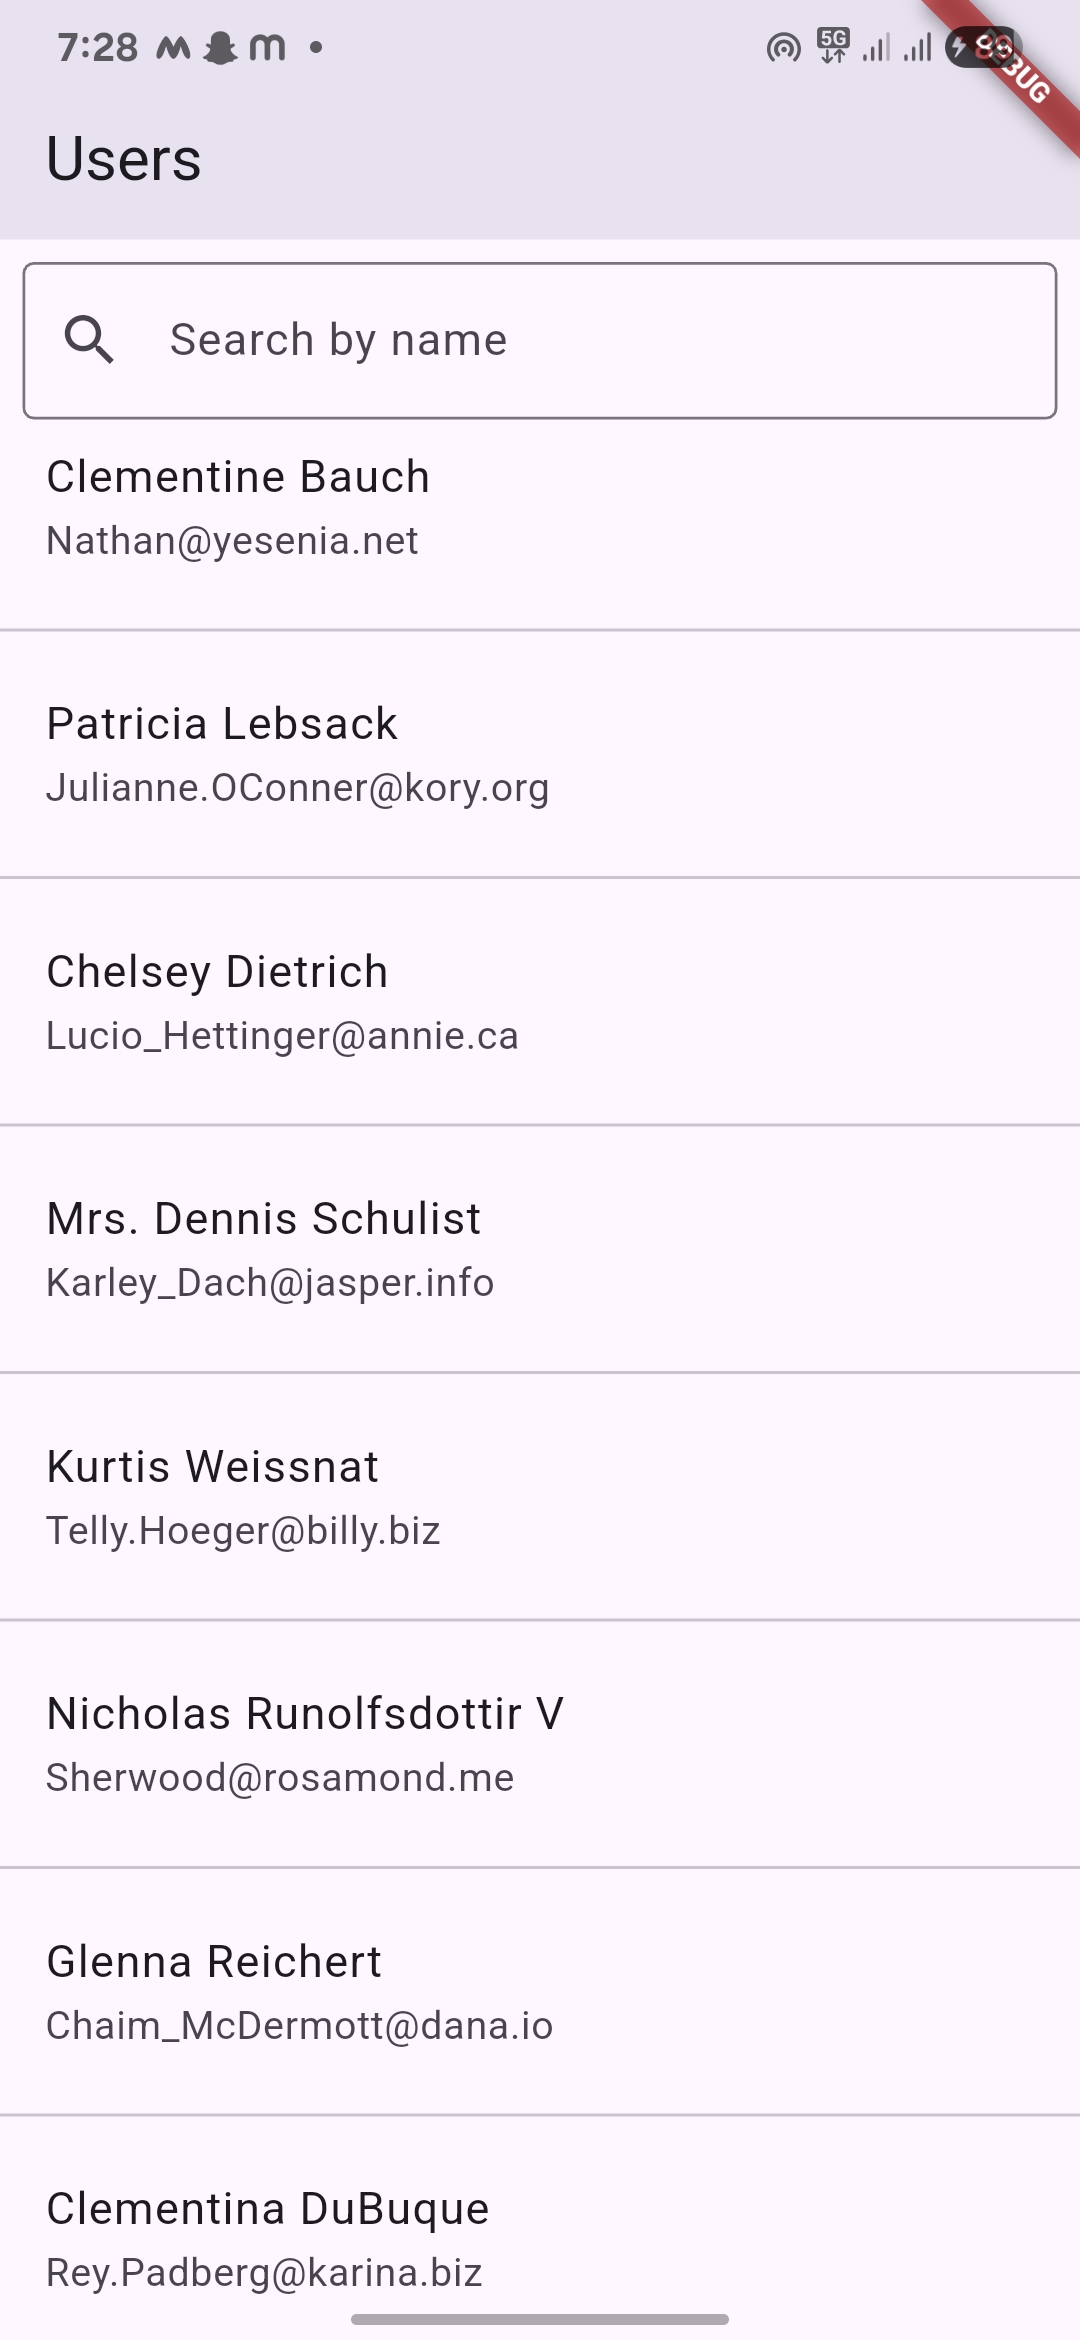 7:28
5G
DEBUG
Users
Search by name
Clementine Bauch
Nathan@yesenia.net
Patricia Lebsack
Julianne.OConner@kory.org
Chelsey Dietrich
Lucio_Hettinger@annie.ca
Mrs. Dennis Schulist
Karley_Dach@jasper.info
Kurtis Weissnat
Telly.Hoeger@billy.biz
Nicholas Runolfsdottir V
Sherwood@rosamond.me
Glenna Reichert
Chaim_McDermott@dana.io
Clementina DuBuque
Rey.Padberg@karina.biz